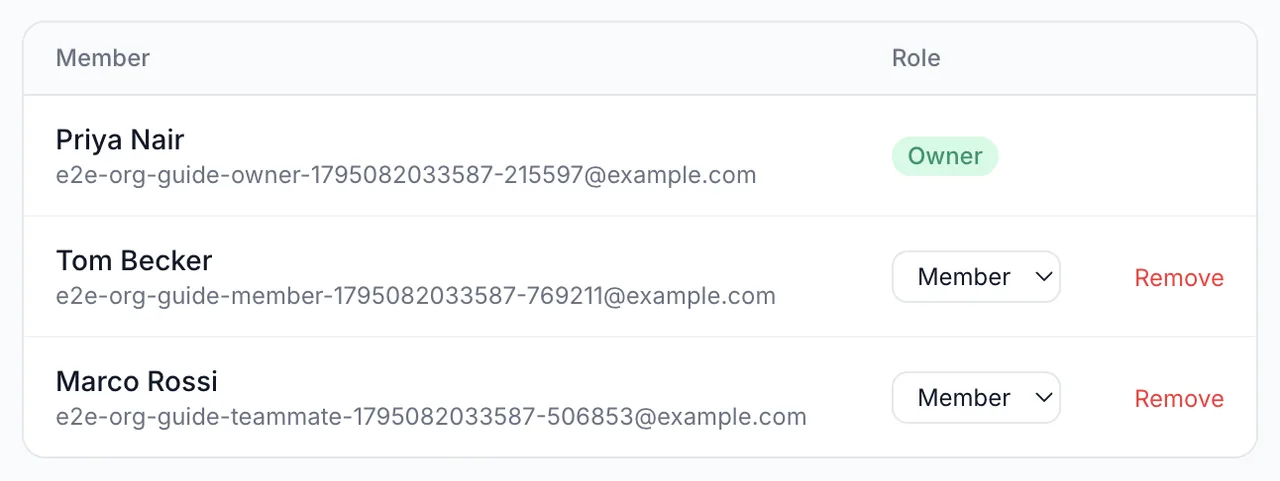 Member Role
Priya Nair
e2e-org-guide-owner-1795082033587-215597@example.com
Owner
Tom Becker
e2e-org-guide-member-1795082033587-769211@example.com
Member Remove
Marco Rossi
e2e-org-guide-teammate-1795082033587-506853@example.com
Member Remove